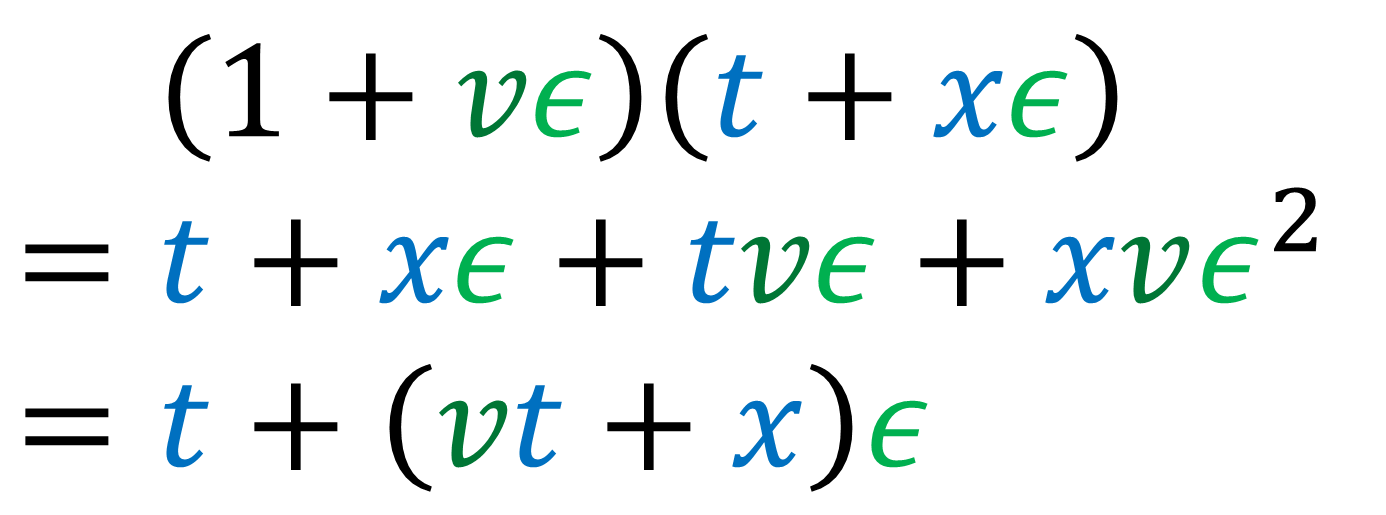 (1 + vϵ)(t + xϵ)
= t + xϵ + tvϵ + xvϵ²
= t + (vt + x)ϵ